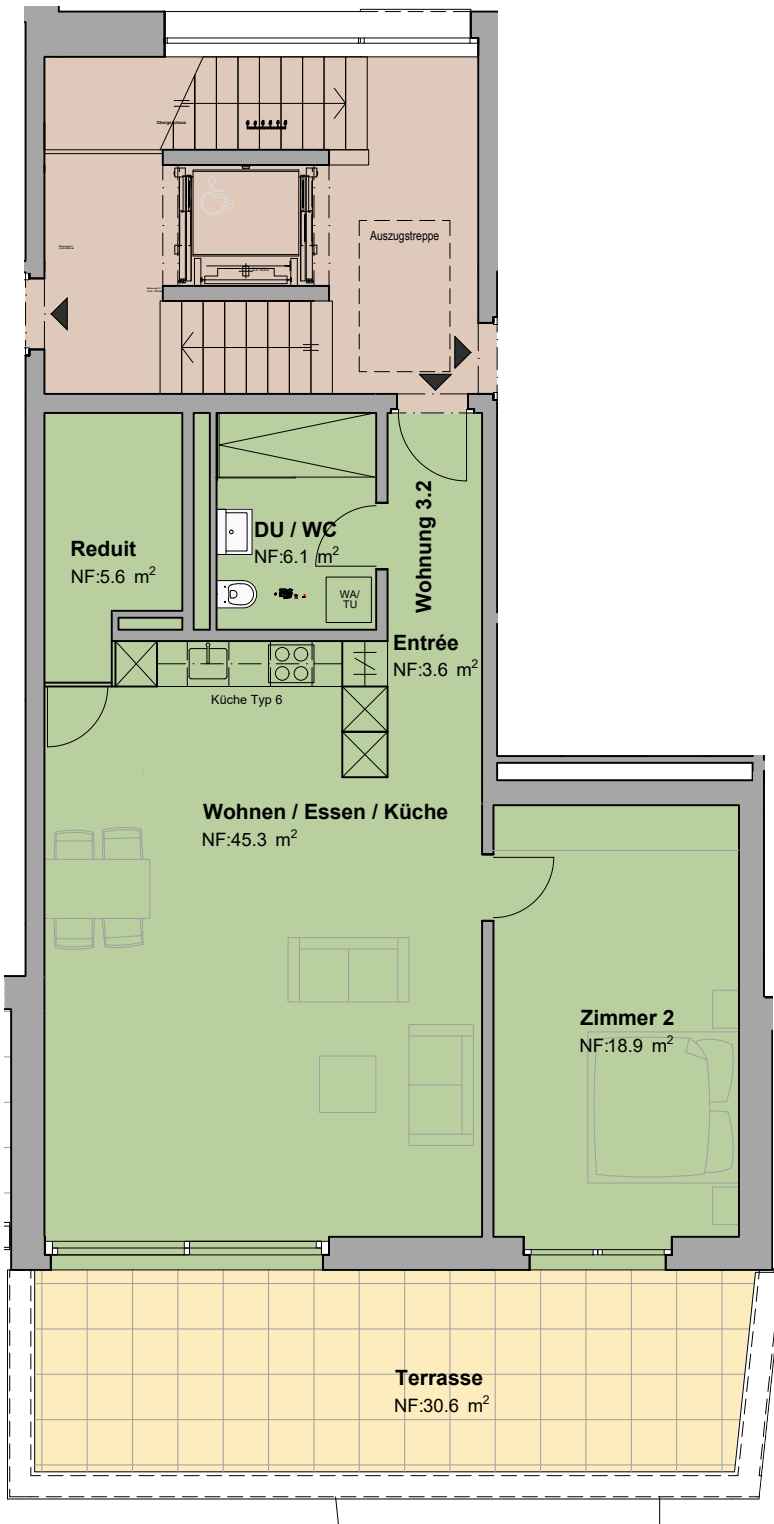 Obergeschoss
Auszugstreppe
Wohnung 3.2
DU / WC
NF:6.1 m²
Reduit
NF:5.6 m²
WA/
TU
Entrée
NF:3.6 m²
Küche Typ 6
Wohnen / Essen / Küche
NF:45.3 m²
Zimmer 2
NF:18.9 m²
Terrasse
NF:30.6 m²